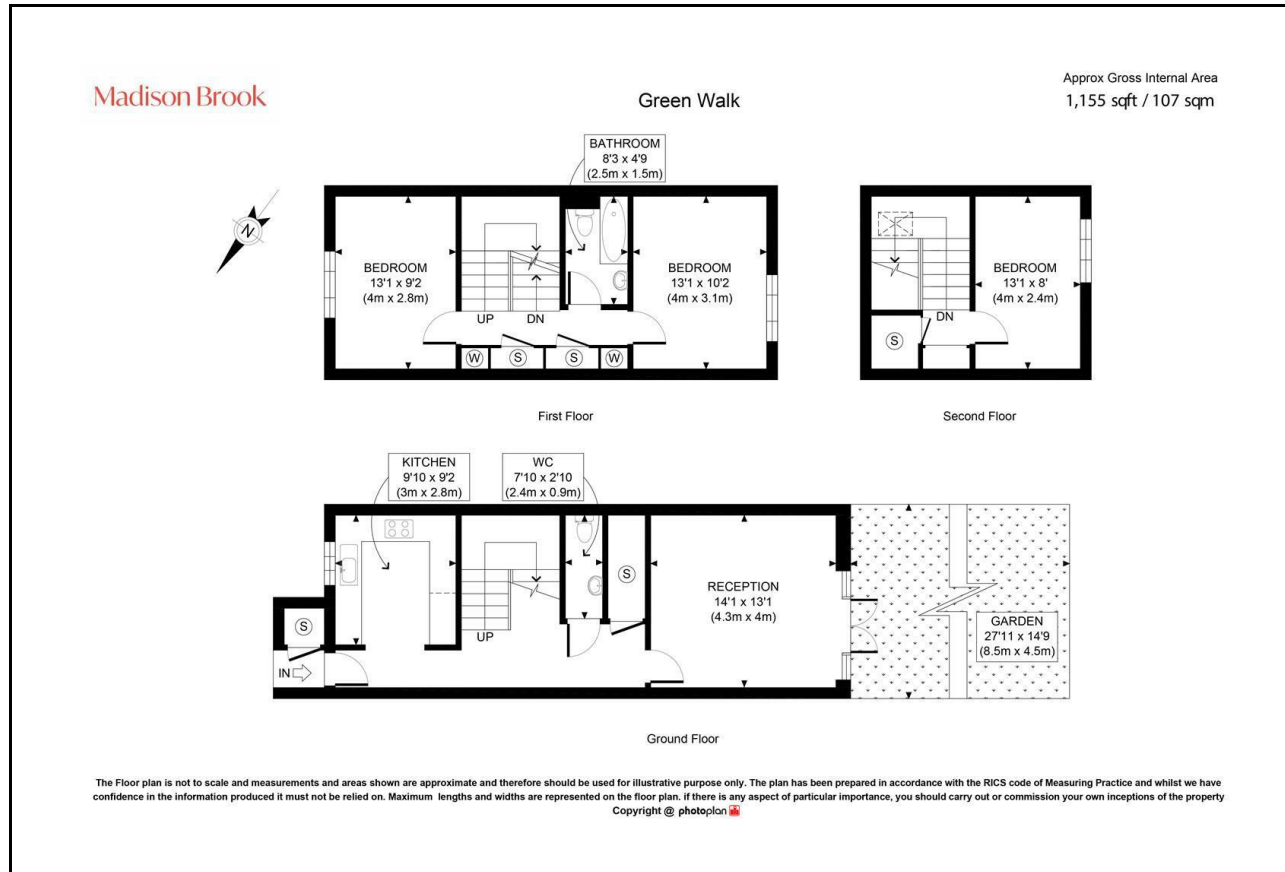 Madison Brook
Green Walk
Approx Gross Internal Area
1,155 sqft / 107 sqm
N
BATHROOM
8'3 x 4'9
(2.5m x 1.5m)
BEDROOM
13'1 x 9'2
(4m x 2.8m)
UP
DN
BEDROOM
13'1 x 10'2
(4m x 3.1m)
W
S
S
W
First Floor
BEDROOM
13'1 x 8'
(4m x 2.4m)
DN
S
Second Floor
KITCHEN
9'10 x 9'2
(3m x 2.8m)
WC
7'10 x 2'10
(2.4m x 0.9m)
S
RECEPTION
14'1 x 13'1
(4.3m x 4m)
S
UP
IN
GARDEN
27'11 x 14'9
(8.5m x 4.5m)
Ground Floor
The Floor plan is not to scale and measurements and areas shown are approximate and therefore should be used for illustrative purpose only. The plan has been prepared in accordance with the RICS code of Measuring Practice and whilst we have
confidence in the information produced it must not be relied on. Maximum lengths and widths are represented on the floor plan. if there is any aspect of particular importance, you should carry out or commission your own inceptions of the property
Copyright @ photoplan